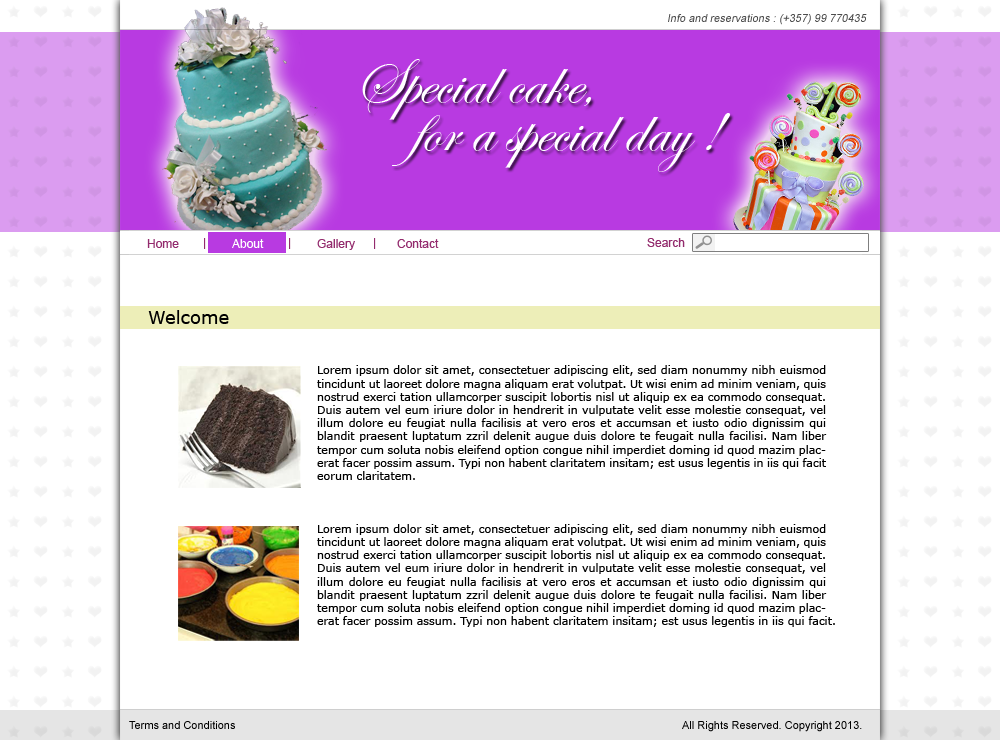 Info and reservations : (+357) 99 770435
Special cake,
for a special day !
Home | About | Gallery | Contact
Search
Welcome
Lorem ipsum dolor sit amet, consectetuer adipiscing elit, sed diam nonummy nibh euismod
tincidunt ut laoreet dolore magna aliquam erat volutpat. Ut wisi enim ad minim veniam, quis
nostrud exerci tation ullamcorper suscipit lobortis nisl ut aliquip ex ea commodo consequat.
Duis autem vel eum iriure dolor in hendrerit in vulputate velit esse molestie consequat, vel
illum dolore eu feugiat nulla facilisis at vero eros et accumsan et iusto odio dignissim qui
blandit praesent luptatum zzril delenit augue duis dolore te feugait nulla facilisi. Nam liber
tempor cum soluta nobis eleifend option congue nihil imperdiet doming id quod mazim plac-
erat facer possim assum. Typi non habent claritatem insitam; est usus legentis in iis qui facit
eorum claritatem.
Lorem ipsum dolor sit amet, consectetuer adipiscing elit, sed diam nonummy nibh euismod
tincidunt ut laoreet dolore magna aliquam erat volutpat. Ut wisi enim ad minim veniam, quis
nostrud exerci tation ullamcorper suscipit lobortis nisl ut aliquip ex ea commodo consequat.
Duis autem vel eum iriure dolor in hendrerit in vulputate velit esse molestie consequat, vel
illum dolore eu feugiat nulla facilisis at vero eros et accumsan et iusto odio dignissim qui
blandit praesent luptatum zzril delenit augue duis dolore te feugait nulla facilisi. Nam liber
tempor cum soluta nobis eleifend option congue nihil imperdiet doming id quod mazim plac-
erat facer possim assum. Typi non habent claritatem insitam; est usus legentis in iis qui facit.
Terms and Conditions
All Rights Reserved. Copyright 2013.